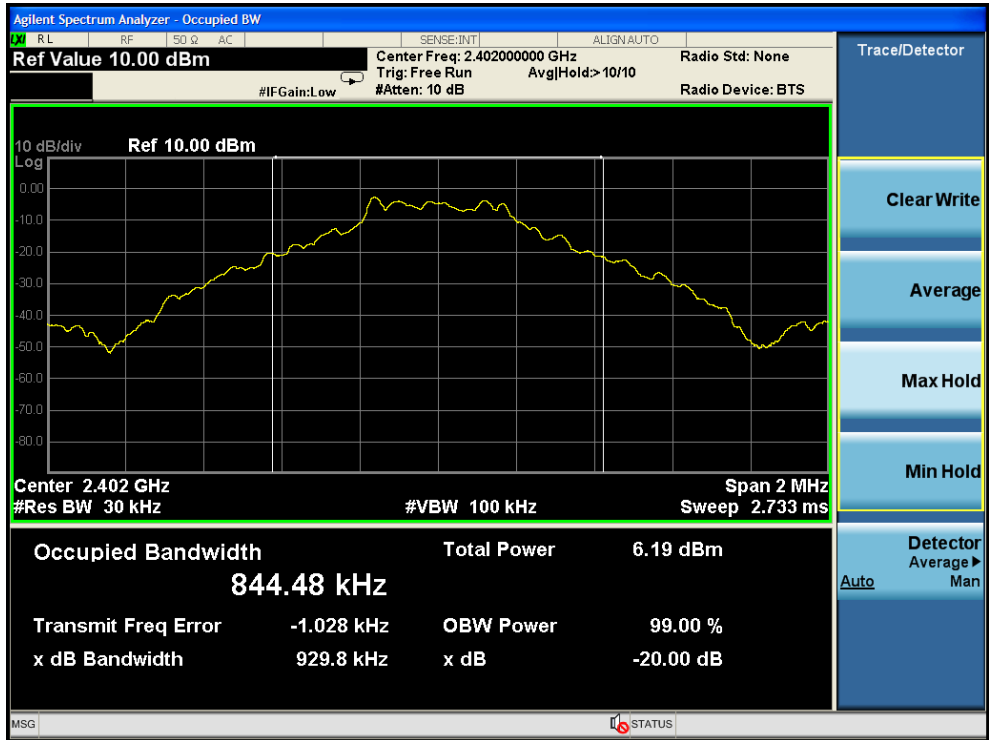 Agilent Spectrum Analyzer - Occupied BW
LXI RL RF 50 Ω AC SENSE:INT ALIGN AUTO
Ref Value 10.00 dBm
Center Freq: 2.402000000 GHz
Radio Std: None
Trig: Free Run Avg|Hold:> 10/10
#IFGain:Low
#Atten: 10 dB
Radio Device: BTS
10 dB/div Ref 10.00 dBm
Log
0.00
-10.0
-20.0
-30.0
-40.0
-50.0
-60.0
-70.0
-80.0
Center 2.402 GHz Span 2 MHz
#Res BW 30 kHz #VBW 100 kHz Sweep 2.733 ms
Occupied Bandwidth Total Power 6.19 dBm
844.48 kHz
Transmit Freq Error -1.028 kHz OBW Power 99.00 %
x dB Bandwidth 929.8 kHz x dB -20.00 dB
Trace/Detector
Clear Write
Average
Max Hold
Min Hold
Detector
Average
Auto Man
MSG STATUS